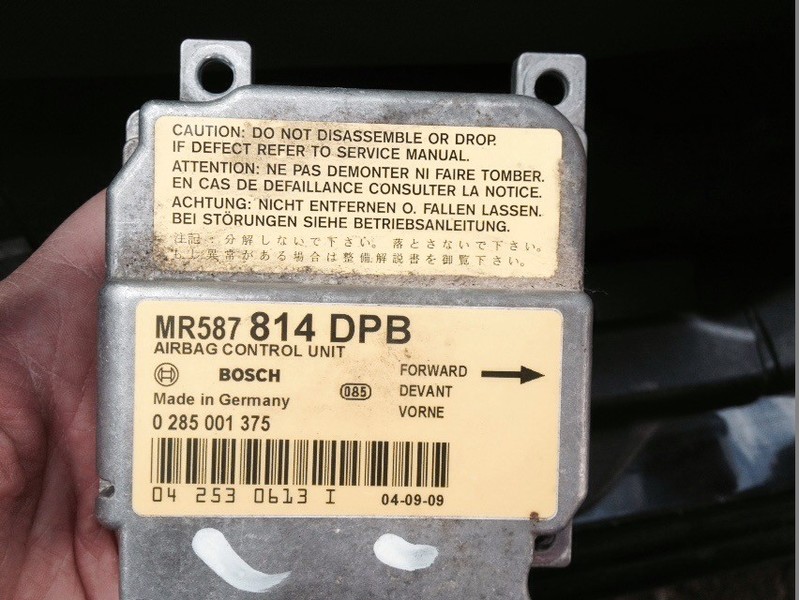 CAUTION: DO NOT DISASSEMBLE OR DROP.
IF DEFECT REFER TO SERVICE MANUAL.
ATTENTION: NE PAS DEMONTER NI FAIRE TOMBER.
EN CAS DE DEFAILLANCE CONSULTER LA NOTICE.
ACHTUNG: NICHT ENTFERNEN O. FALLEN LASSEN.
BEI STÖRUNGEN SIEHE BETRIEBSANLEITUNG.
注記:分解しないで下さい。落とさないで下さい。
もし異常がある場合は整備解説書を御覧下さい。
MR587 814 DPB
AIRBAG CONTROL UNIT
BOSCH
085
Made in Germany
0 285 001 375
FORWARD
DEVANT
VORNE
04 253 0613 I
04-09-09